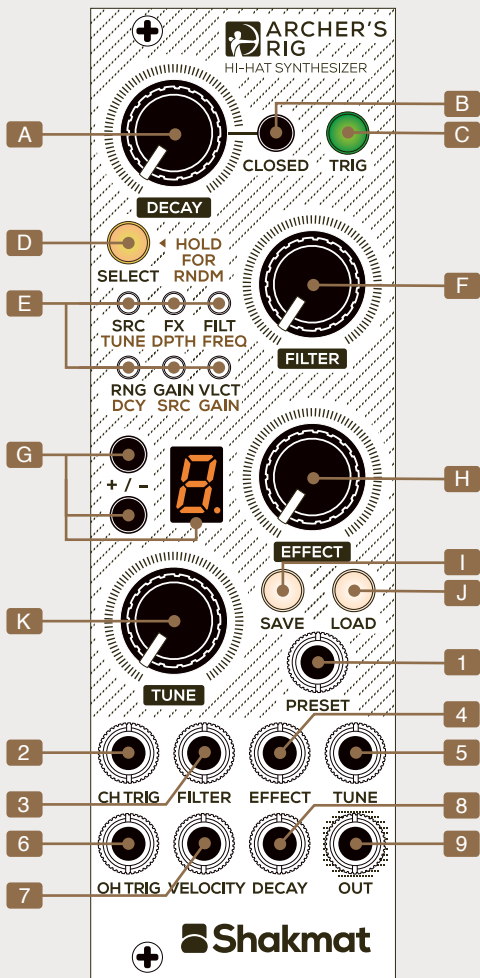 ARCHER'S
RIG
HI-HAT SYNTHESIZER
A
B
C
CLOSED
TRIG
DECAY
D
◂ HOLD
FOR
RNDM
SELECT
E
F
SRC FX FILT
TUNE DPTH FREQ
FILTER
RNG GAIN VLCT
DCY SRC GAIN
G
+ / -
8.
H
EFFECT
I
J
K
SAVE LOAD
TUNE
1
PRESET
2
3
4
5
CH TRIG FILTER EFFECT TUNE
6
7
8
9
OH TRIG VELOCITY DECAY OUT
Shakmat